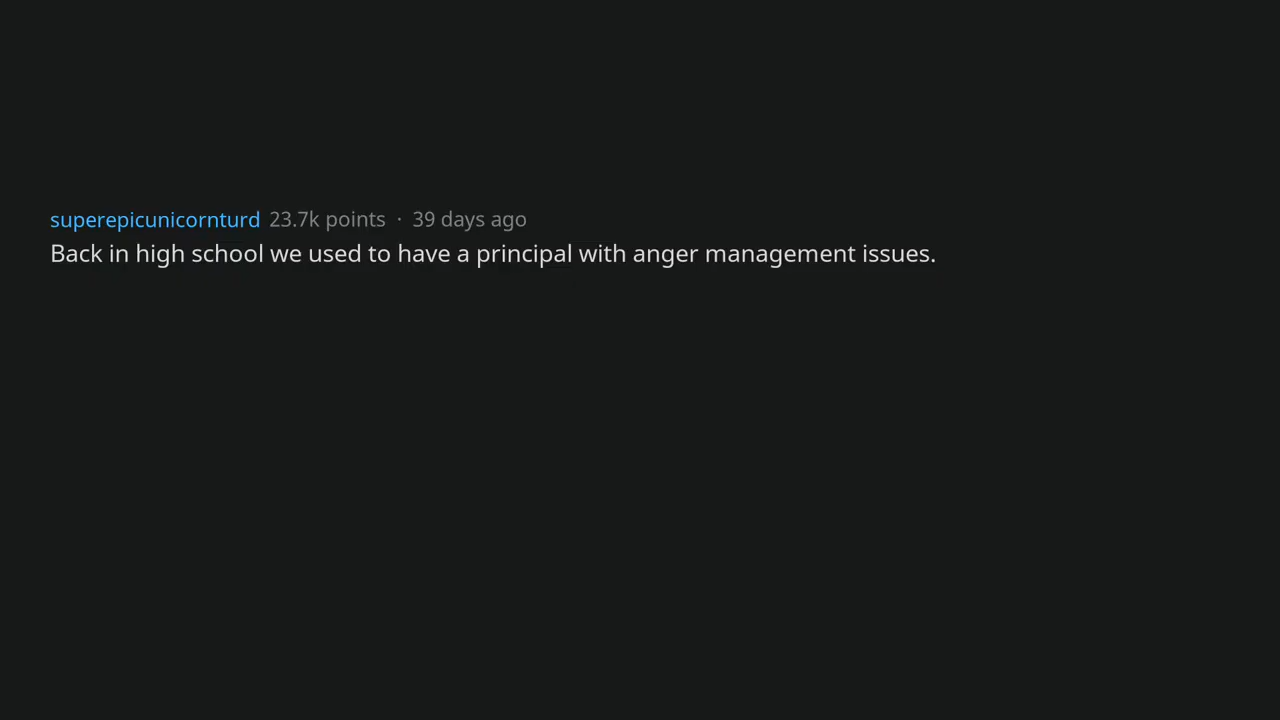 superepicunicornturd 23.7k points · 39 days ago
Back in high school we used to have a principal with anger management issues.